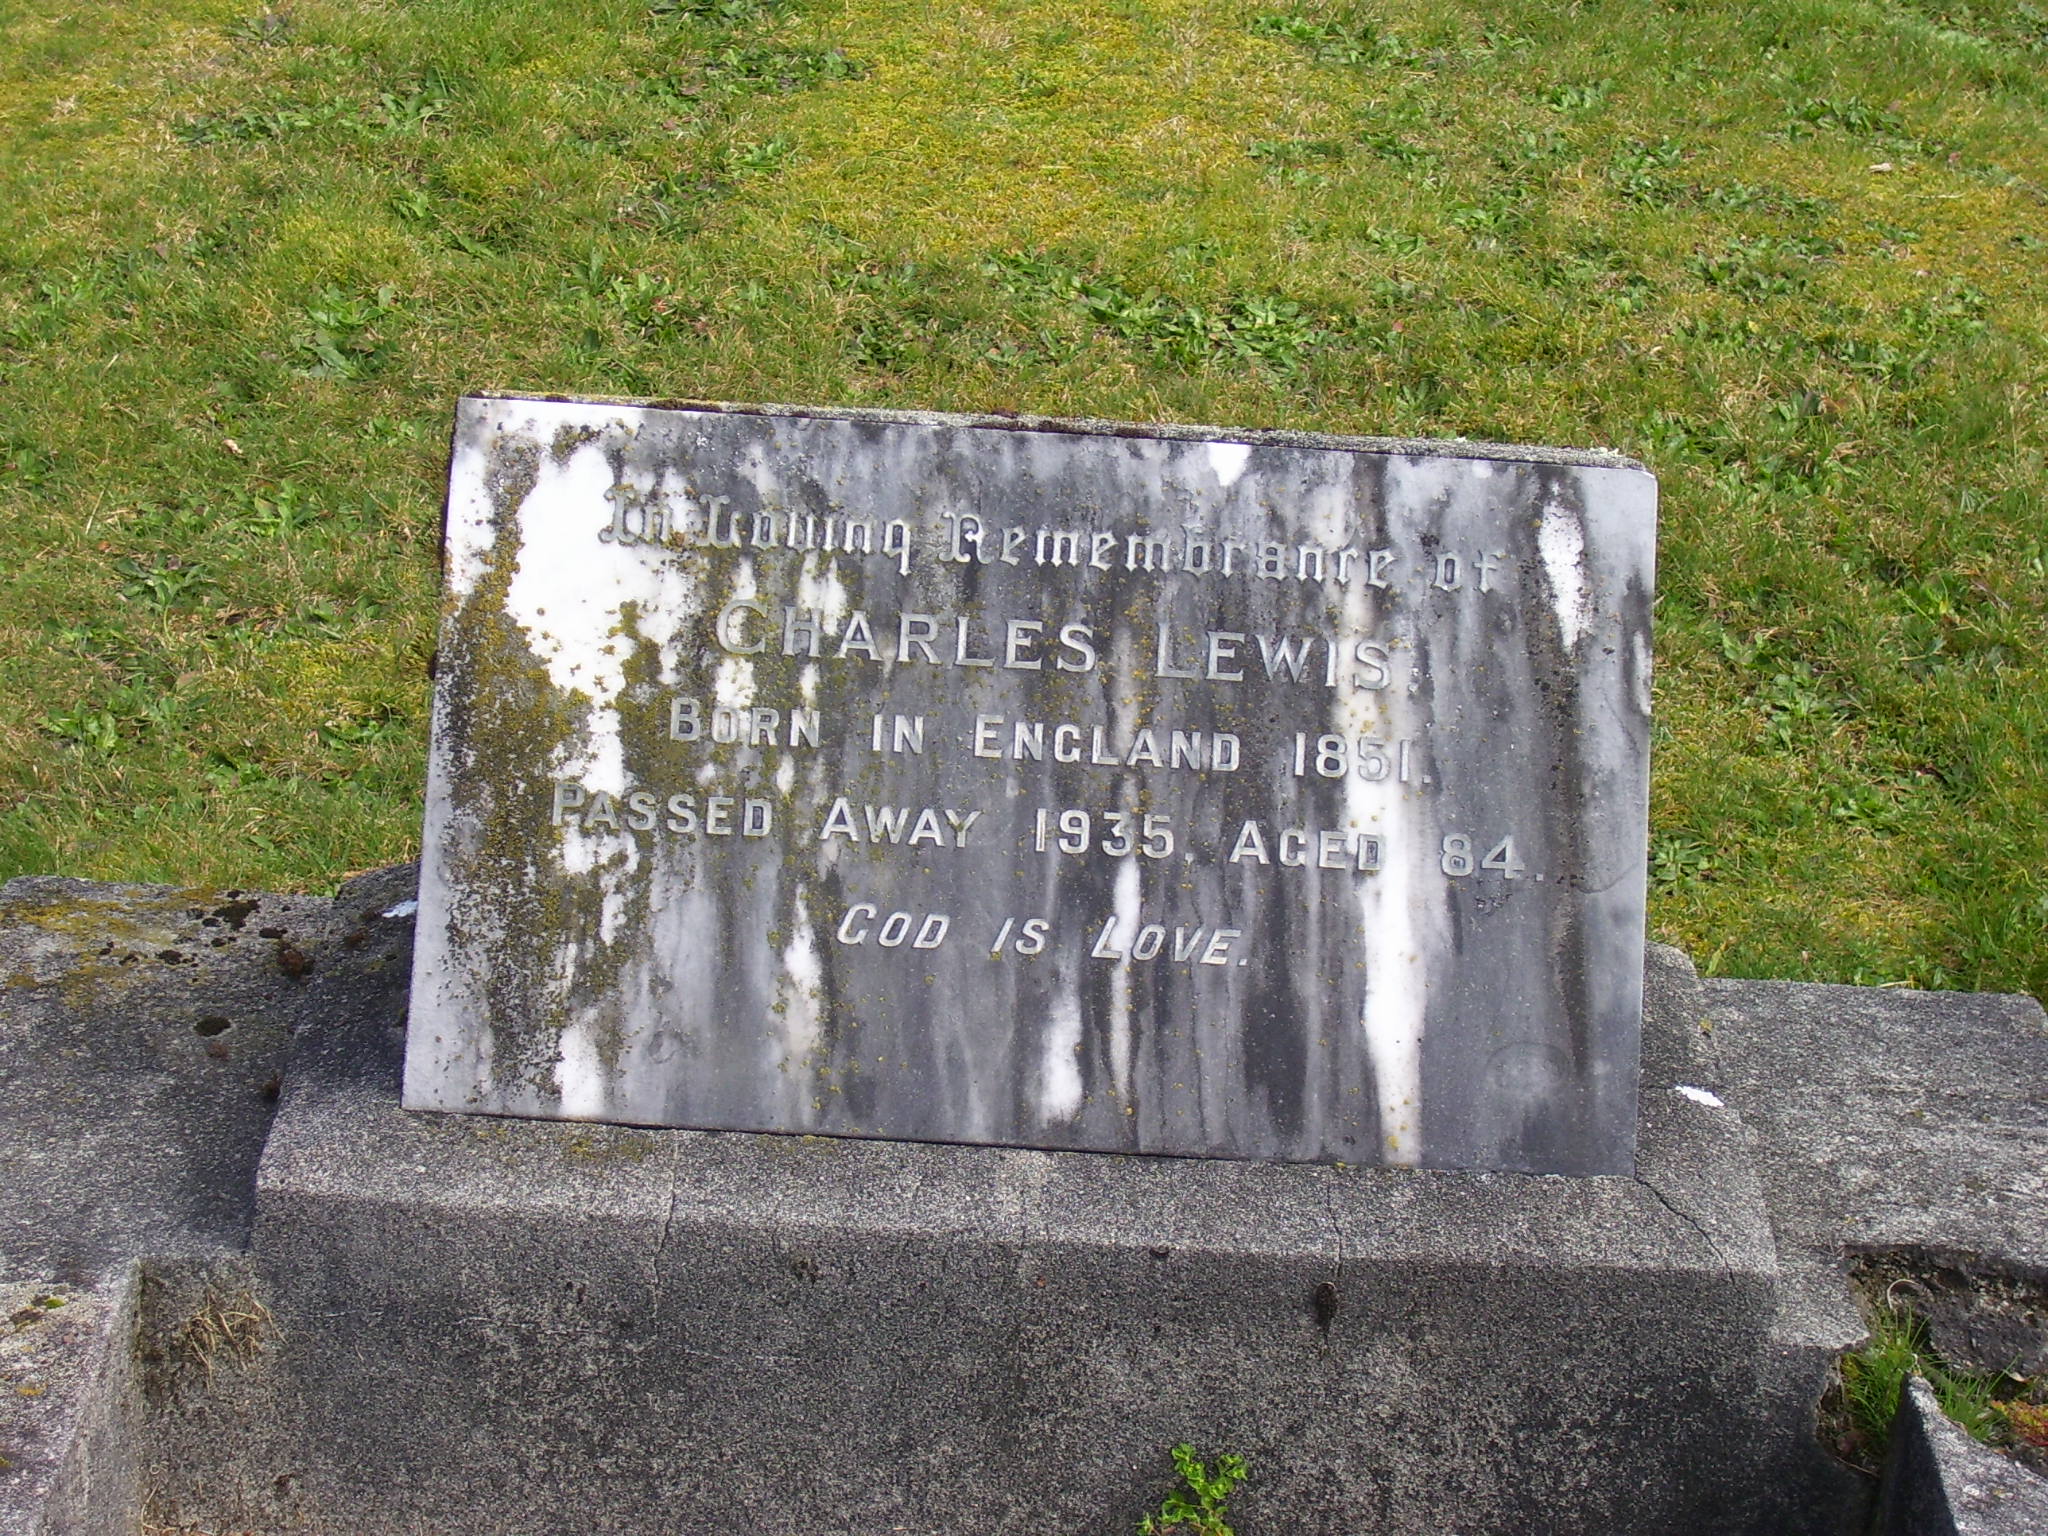 In Loving Remembrance of
CHARLES LEWIS.
BORN IN ENGLAND 1851.
PASSED AWAY 1935, AGED 84.
GOD IS LOVE.